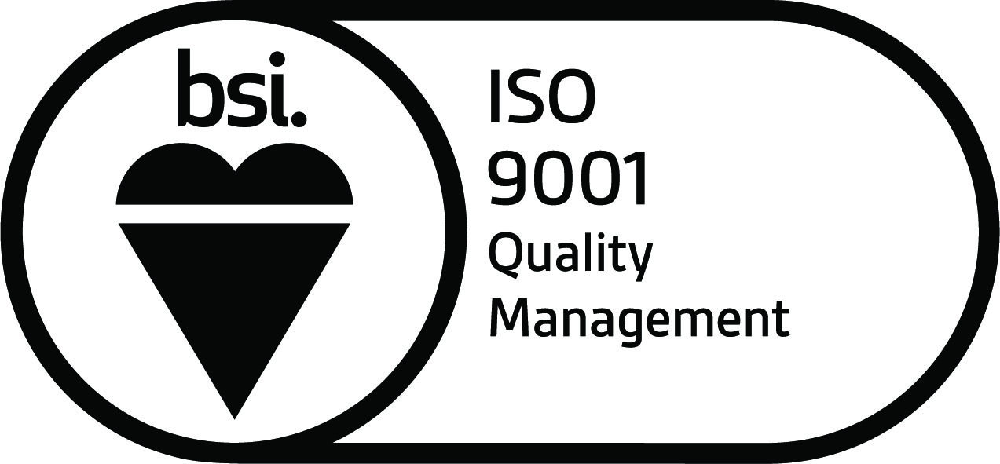 bsi.
ISO
9001
Quality
Management